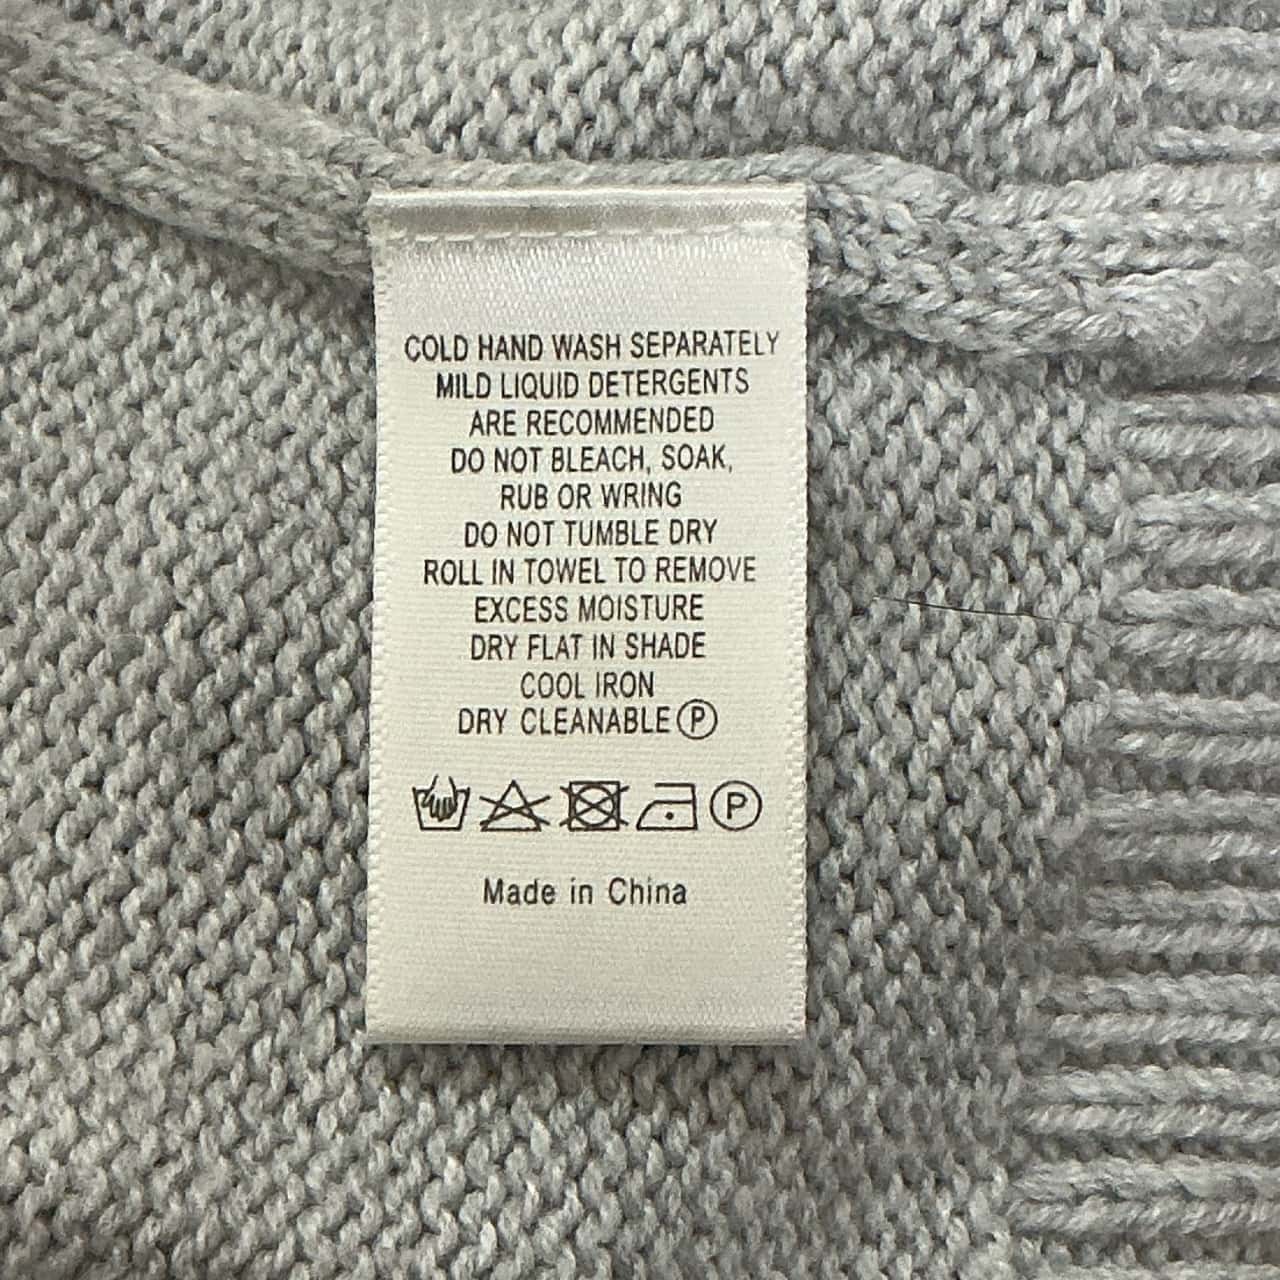 COLD HAND WASH SEPARATELY
MILD LIQUID DETERGENTS
ARE RECOMMENDED
DO NOT BLEACH, SOAK,
RUB OR WRING
DO NOT TUMBLE DRY
ROLL IN TOWEL TO REMOVE
EXCESS MOISTURE
DRY FLAT IN SHADE
COOL IRON
DRY CLEANABLE Ⓟ
Ⓟ
Made in China